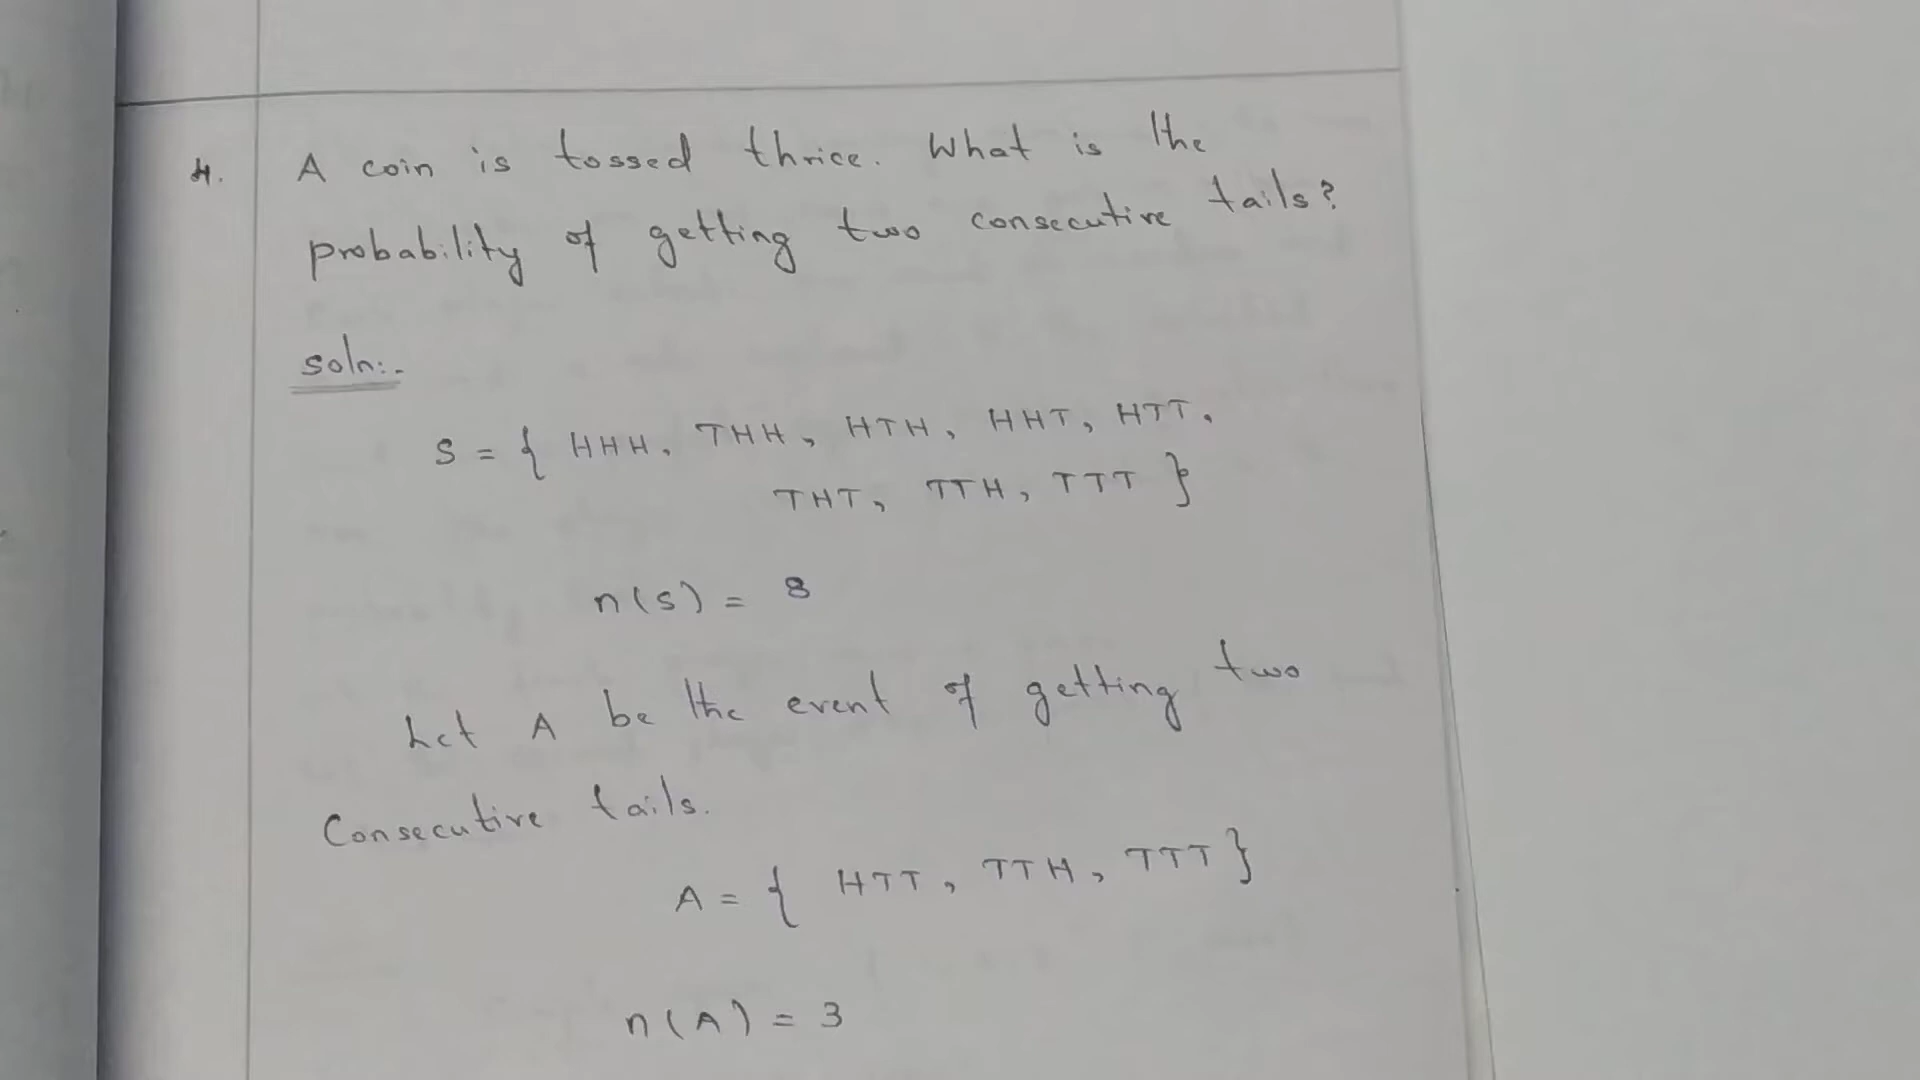 4. A coin is tossed thrice. What is the
probability of getting two consecutive tails?
soln:-
S = { HHH, THH, HTH, HHT, HTT,
THT, TTH, TTT }
n(S) = 8
Let A be the event of getting two
Consecutive tails.
A = { HTT, TTH, TTT }
n(A) = 3